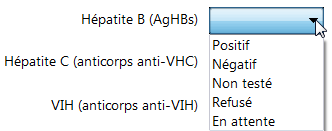 Hépatite B (AgHBs)
Positif
Négatif
Hépatite C (anticorps anti-VHC)
Non testé
Refusé
VIH (anticorps anti-VIH)
En attente